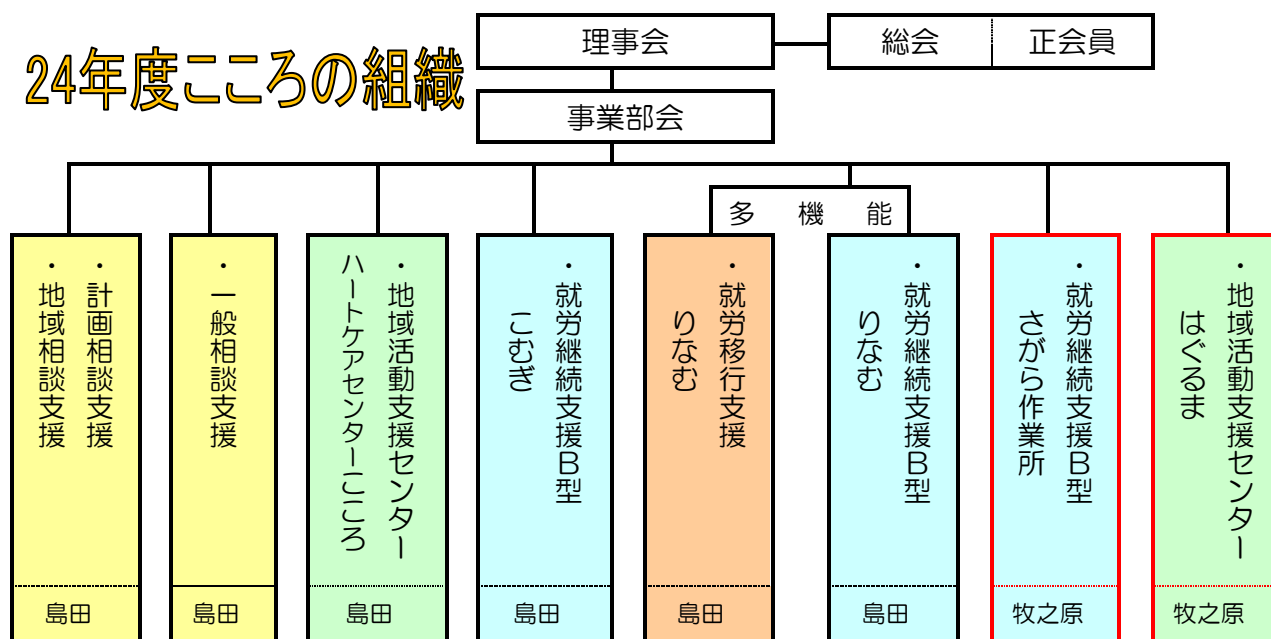 24年度こころの組織
理事会
総会
正会員
事業部会
多機能
・計画相談支援
・地域相談支援
島田
・一般相談支援
島田
・地域活動支援センター
ハートケアセンターこころ
島田
・就労継続支援B型
こむぎ
島田
・就労移行支援
りなむ
島田
・就労継続支援B型
りなむ
島田
・就労継続支援B型
さがら作業所
牧之原
・地域活動支援センター
はぐるま
牧之原